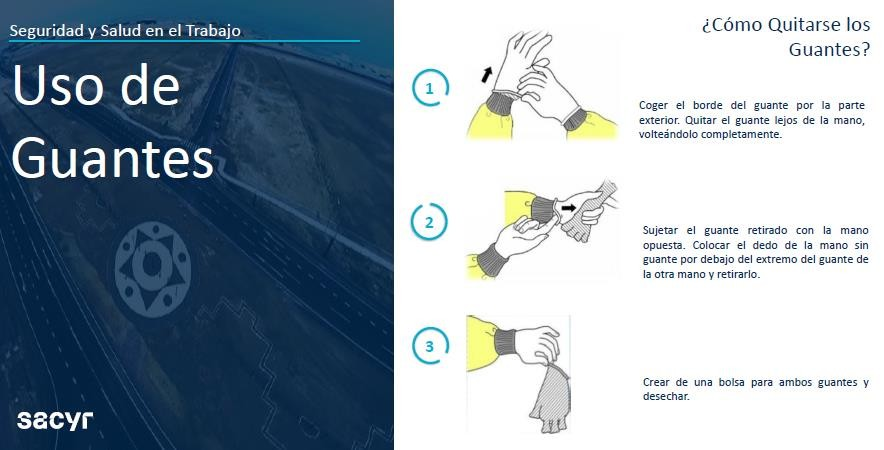 Seguridad y Salud en el Trabajo
Uso de
Guantes
sacyr
¿Cómo Quitarse los
Guantes?
1
Coger el borde del guante por la parte
exterior. Quitar el guante lejos de la mano,
volteándolo completamente.
2
Sujetar el guante retirado con la mano
opuesta. Colocar el dedo de la mano sin
guante por debajo del extremo del guante de
la otra mano y retirarlo.
3
Crear de una bolsa para ambos guantes y
desechar.